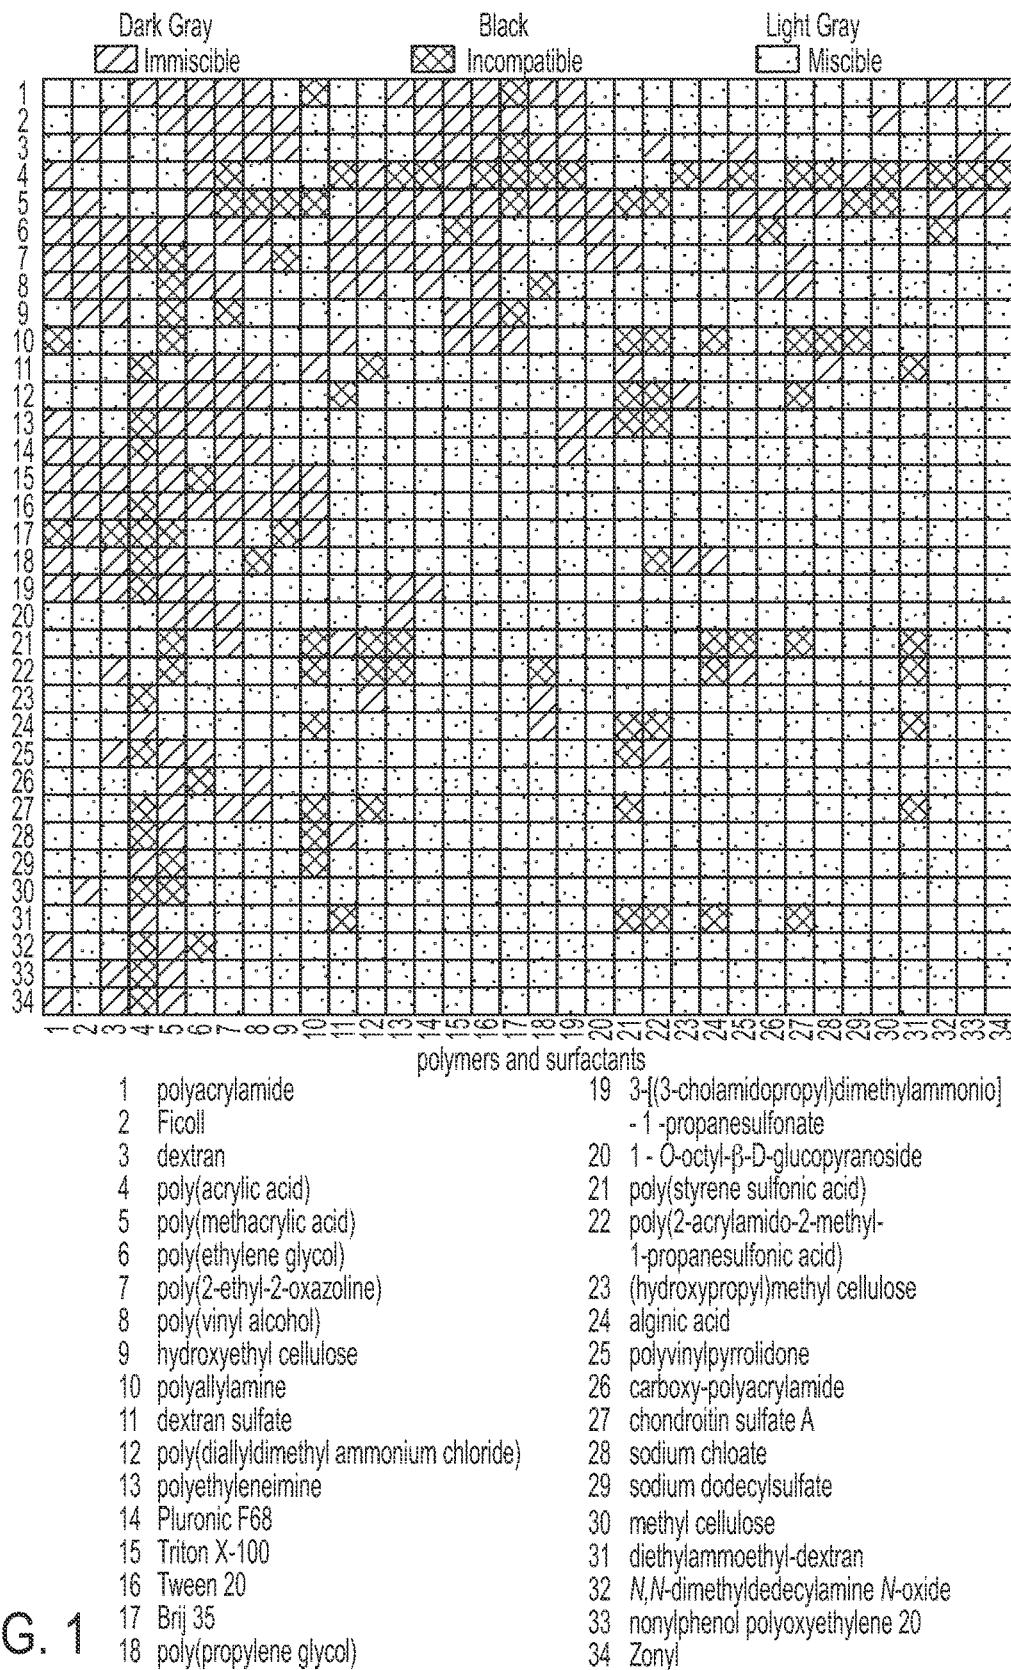 Dark Gray Black Light Gray
Immiscible Incompatible Miscible
1
2
3
4
5
6
7
8
9
10
11
12
13
14
15
16
17
18
19
20
21
22
23
24
25
26
27
28
29
30
31
32
33
34
1 2 3 4 5 6 7 8 9 10 11 12 13 14 15 16 17 18 19 20 21 22 23 24 25 26 27 28 29 30 31 32 33 34
polymers and surfactants
1 polyacrylamide
2 Ficoll
3 dextran
4 poly(acrylic acid)
5 poly(methacrylic acid)
6 poly(ethylene glycol)
7 poly(2-ethyl-2-oxazoline)
8 poly(vinyl alcohol)
9 hydroxyethyl cellulose
10 polyallylamine
11 dextran sulfate
12 poly(diallyldimethyl ammonium chloride)
13 polyethyleneimine
14 Pluronic F68
15 Triton X-100
16 Tween 20
17 Brij 35
18 poly(propylene glycol)
19 3-[(3-cholamidopropyl)dimethylammonio]
- 1 -propanesulfonate
20 1 - O-octyl-β-D-glucopyranoside
21 poly(styrene sulfonic acid)
22 poly(2-acrylamido-2-methyl-
1-propanesulfonic acid)
23 (hydroxypropyl)methyl cellulose
24 alginic acid
25 polyvinylpyrrolidone
26 carboxy-polyacrylamide
27 chondroitin sulfate A
28 sodium chloate
29 sodium dodecylsulfate
30 methyl cellulose
31 diethylammoethyl-dextran
32 N,N-dimethyldedecylamine N-oxide
33 nonylphenol polyoxyethylene 20
34 Zonyl
G. 1